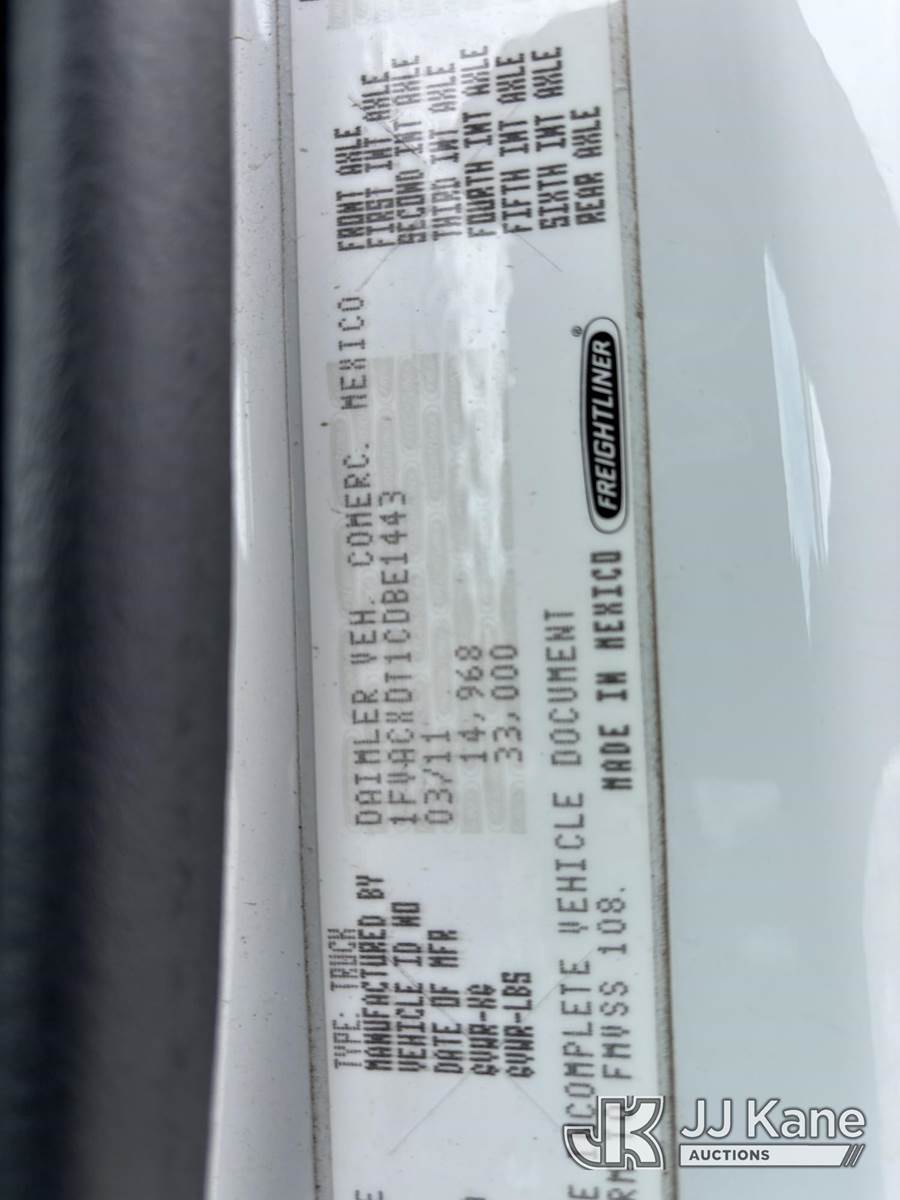 TYPE: TRUCK
MANUFACTURED BY DAIMLER VEH. COMERC. MEXICO
VEHICLE ID NO 1FVACXDT1CDBE1443
DATE OF MFR 03/11
GVWR-KG 14,968
GVWR-LBS 33,000
FRONT AXLE
FIRST INT AXLE
SECOND INT AXLE
THIRD INT AXLE
FOURTH INT AXLE
FIFTH INT AXLE
SIXTH INT AXLE
REAR AXLE
VEHICLE DOCUMENT
FMVSS 108.
MADE IN MEXICO
FREIGHTLINER®
JK JJ Kane
AUCTIONS